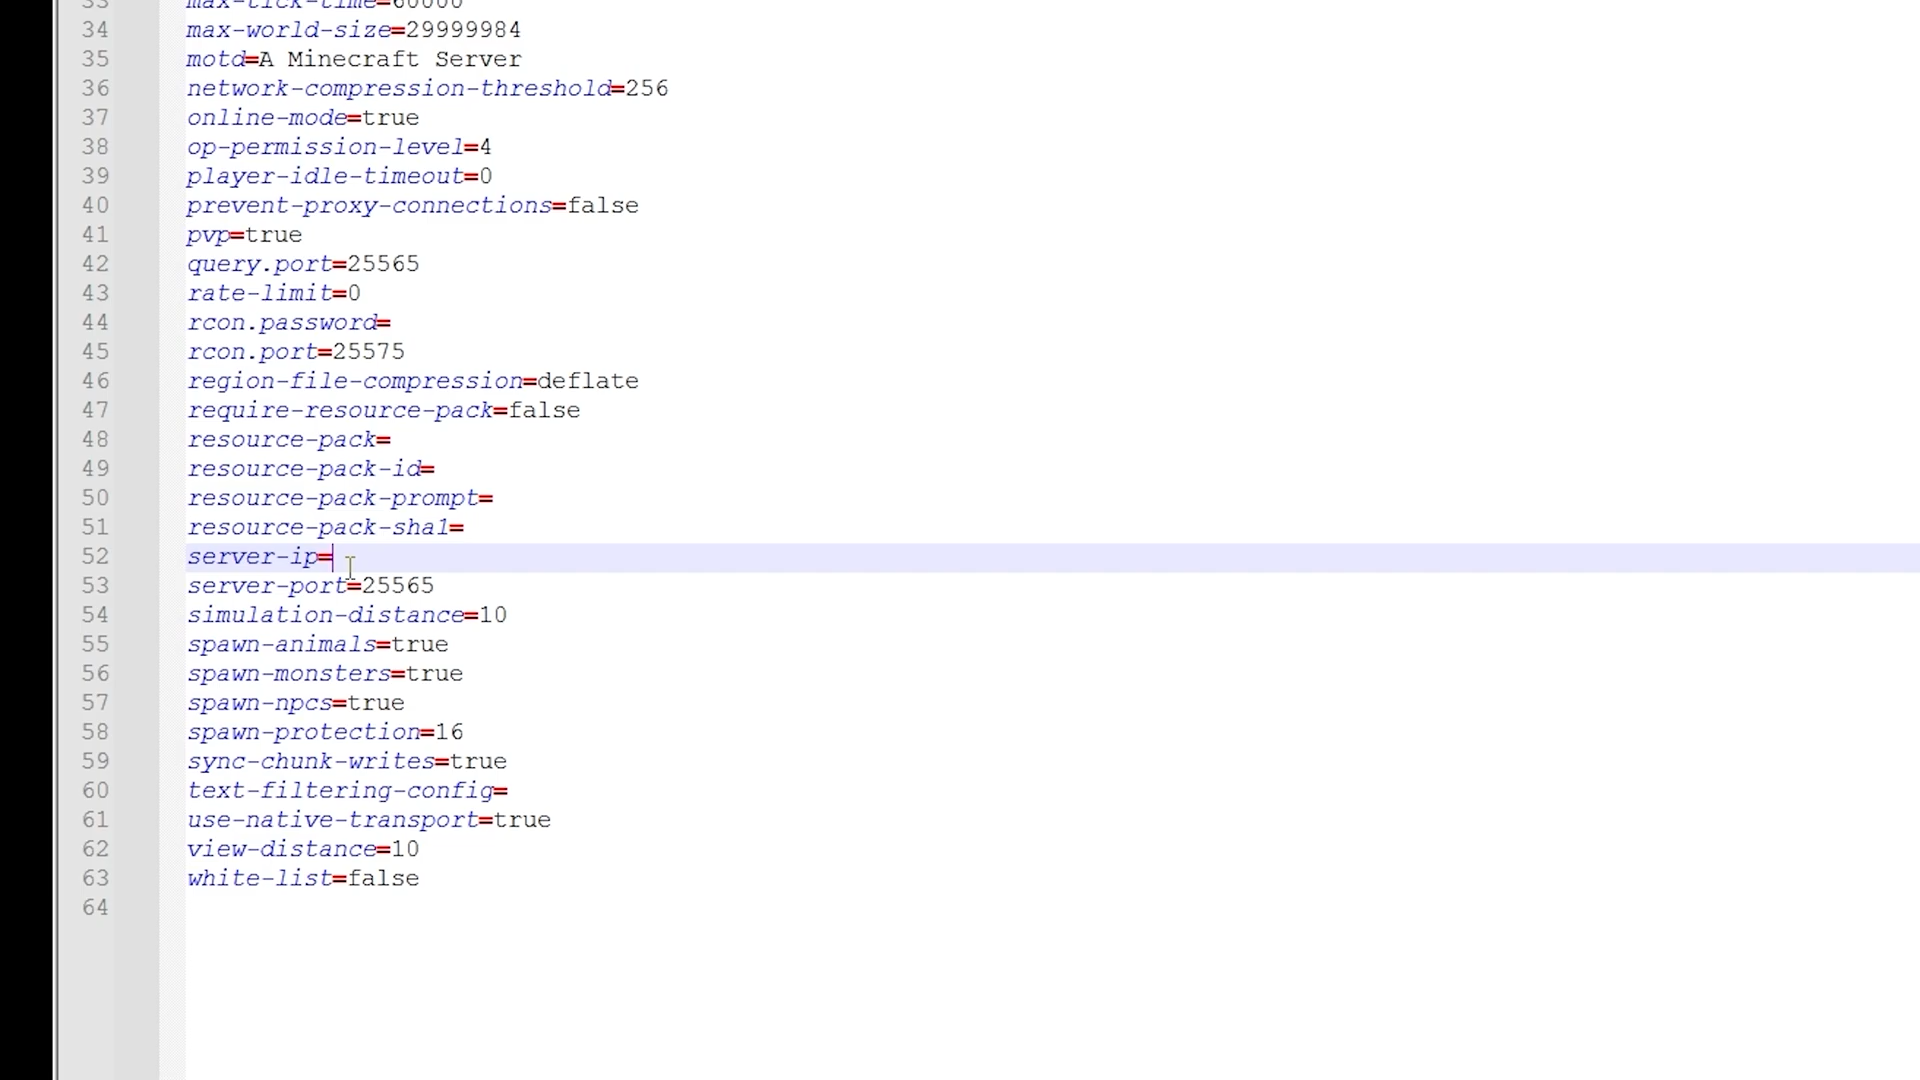 33 max-tick-time=60000
34 max-world-size=29999984
35 motd=A Minecraft Server
36 network-compression-threshold=256
37 online-mode=true
38 op-permission-level=4
39 player-idle-timeout=0
40 prevent-proxy-connections=false
41 pvp=true
42 query.port=25565
43 rate-limit=0
44 rcon.password=
45 rcon.port=25575
46 region-file-compression=deflate
47 require-resource-pack=false
48 resource-pack=
49 resource-pack-id=
50 resource-pack-prompt=
51 resource-pack-sha1=
52 server-ip=
53 server-port=25565
54 simulation-distance=10
55 spawn-animals=true
56 spawn-monsters=true
57 spawn-npcs=true
58 spawn-protection=16
59 sync-chunk-writes=true
60 text-filtering-config=
61 use-native-transport=true
62 view-distance=10
63 white-list=false
64